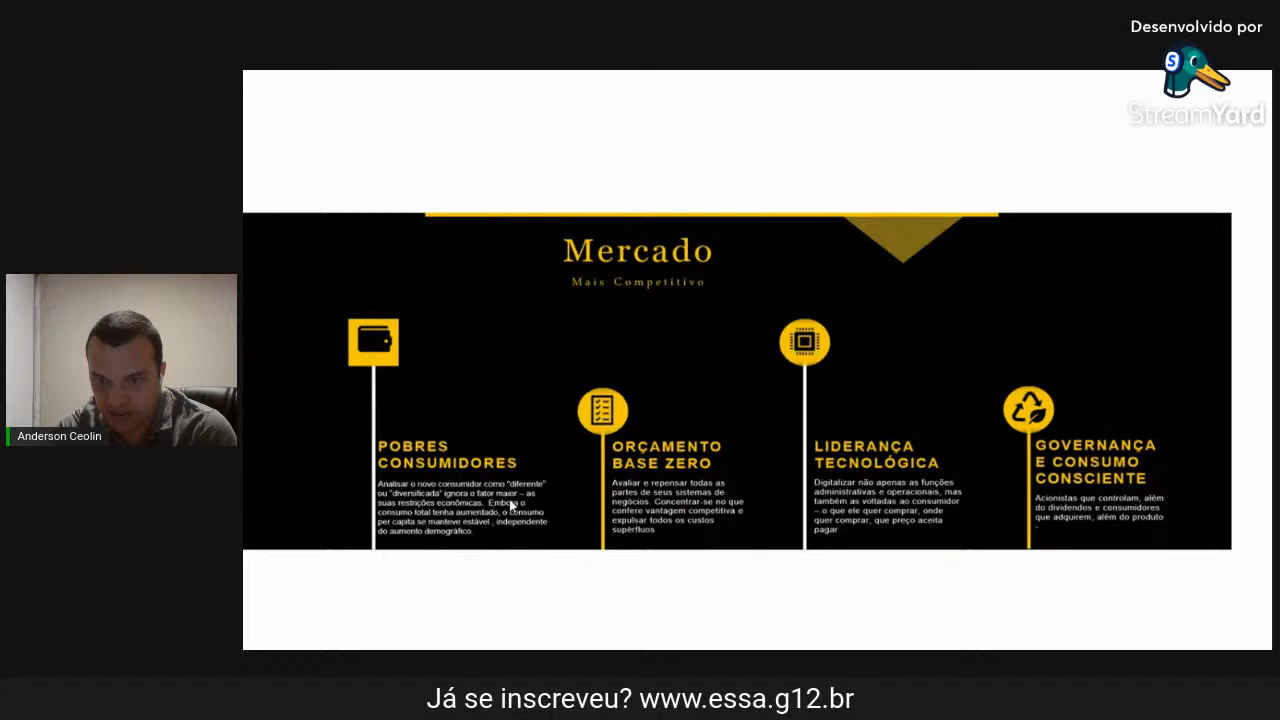 Desenvolvido por
S
StreamYard
Mercado
Mais Competitivo
POBRES
CONSUMIDORES
Analisar o novo consumidor como "diferente"
ou "diversificada" ignora o fator maior – as
suas restrições econômicas. Embora o
consumo total tenha aumentado, o consumo
per capita se manteve estável , independente
do aumento demográfico.
ORÇAMENTO
BASE ZERO
Avaliar e repensar todas as
partes de seus sistemas de
negócios. Concentrar-se no que
confere vantagem competitiva e
expulsar todos os custos
supérfluos
LIDERANÇA
TECNOLÓGICA
Digitalizar não apenas as funções
administrativas e operacionais, mas
também as voltadas ao consumidor
– o que ele quer comprar, onde
quer comprar, que preço aceita
pagar
GOVERNANÇA
E CONSUMO
CONSCIENTE
Acionistas que controlam, além
do dividendos e consumidores
que adquirem, além do produto
.
Anderson Ceolin
Já se inscreveu? www.essa.g12.br